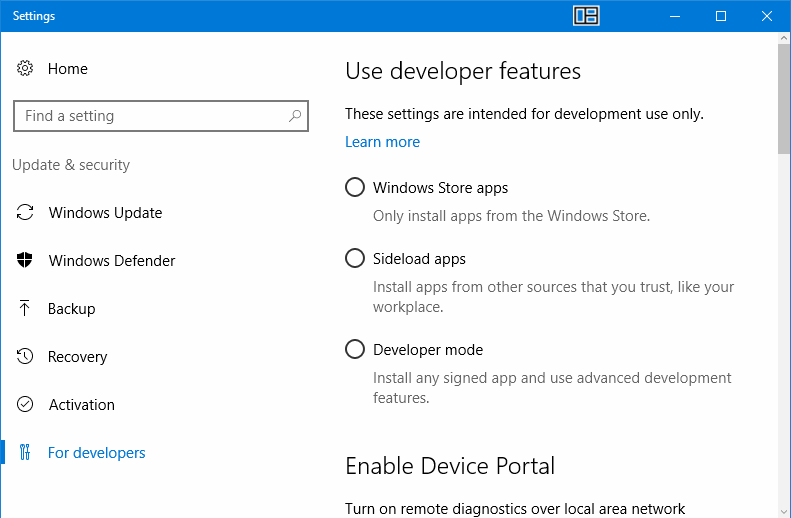 Settings
Home
Find a setting
Update & security
Windows Update
Windows Defender
Backup
Recovery
Activation
For developers
Use developer features
These settings are intended for development use only.
Learn more
Windows Store apps
Only install apps from the Windows Store.
Sideload apps
Install apps from other sources that you trust, like your
workplace.
Developer mode
Install any signed app and use advanced development
features.
Enable Device Portal
Turn on remote diagnostics over local area network